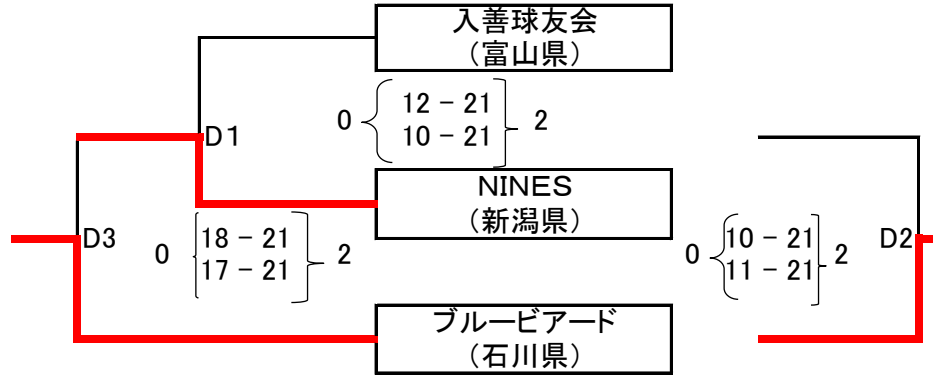 入善球友会
(富山県)
0 12 − 21 2
10 − 21
D1
NINES
(新潟県)
D3
0 18 − 21 2
17 − 21
0 10 − 21 2
11 − 21
D2
ブルービアード
(石川県)